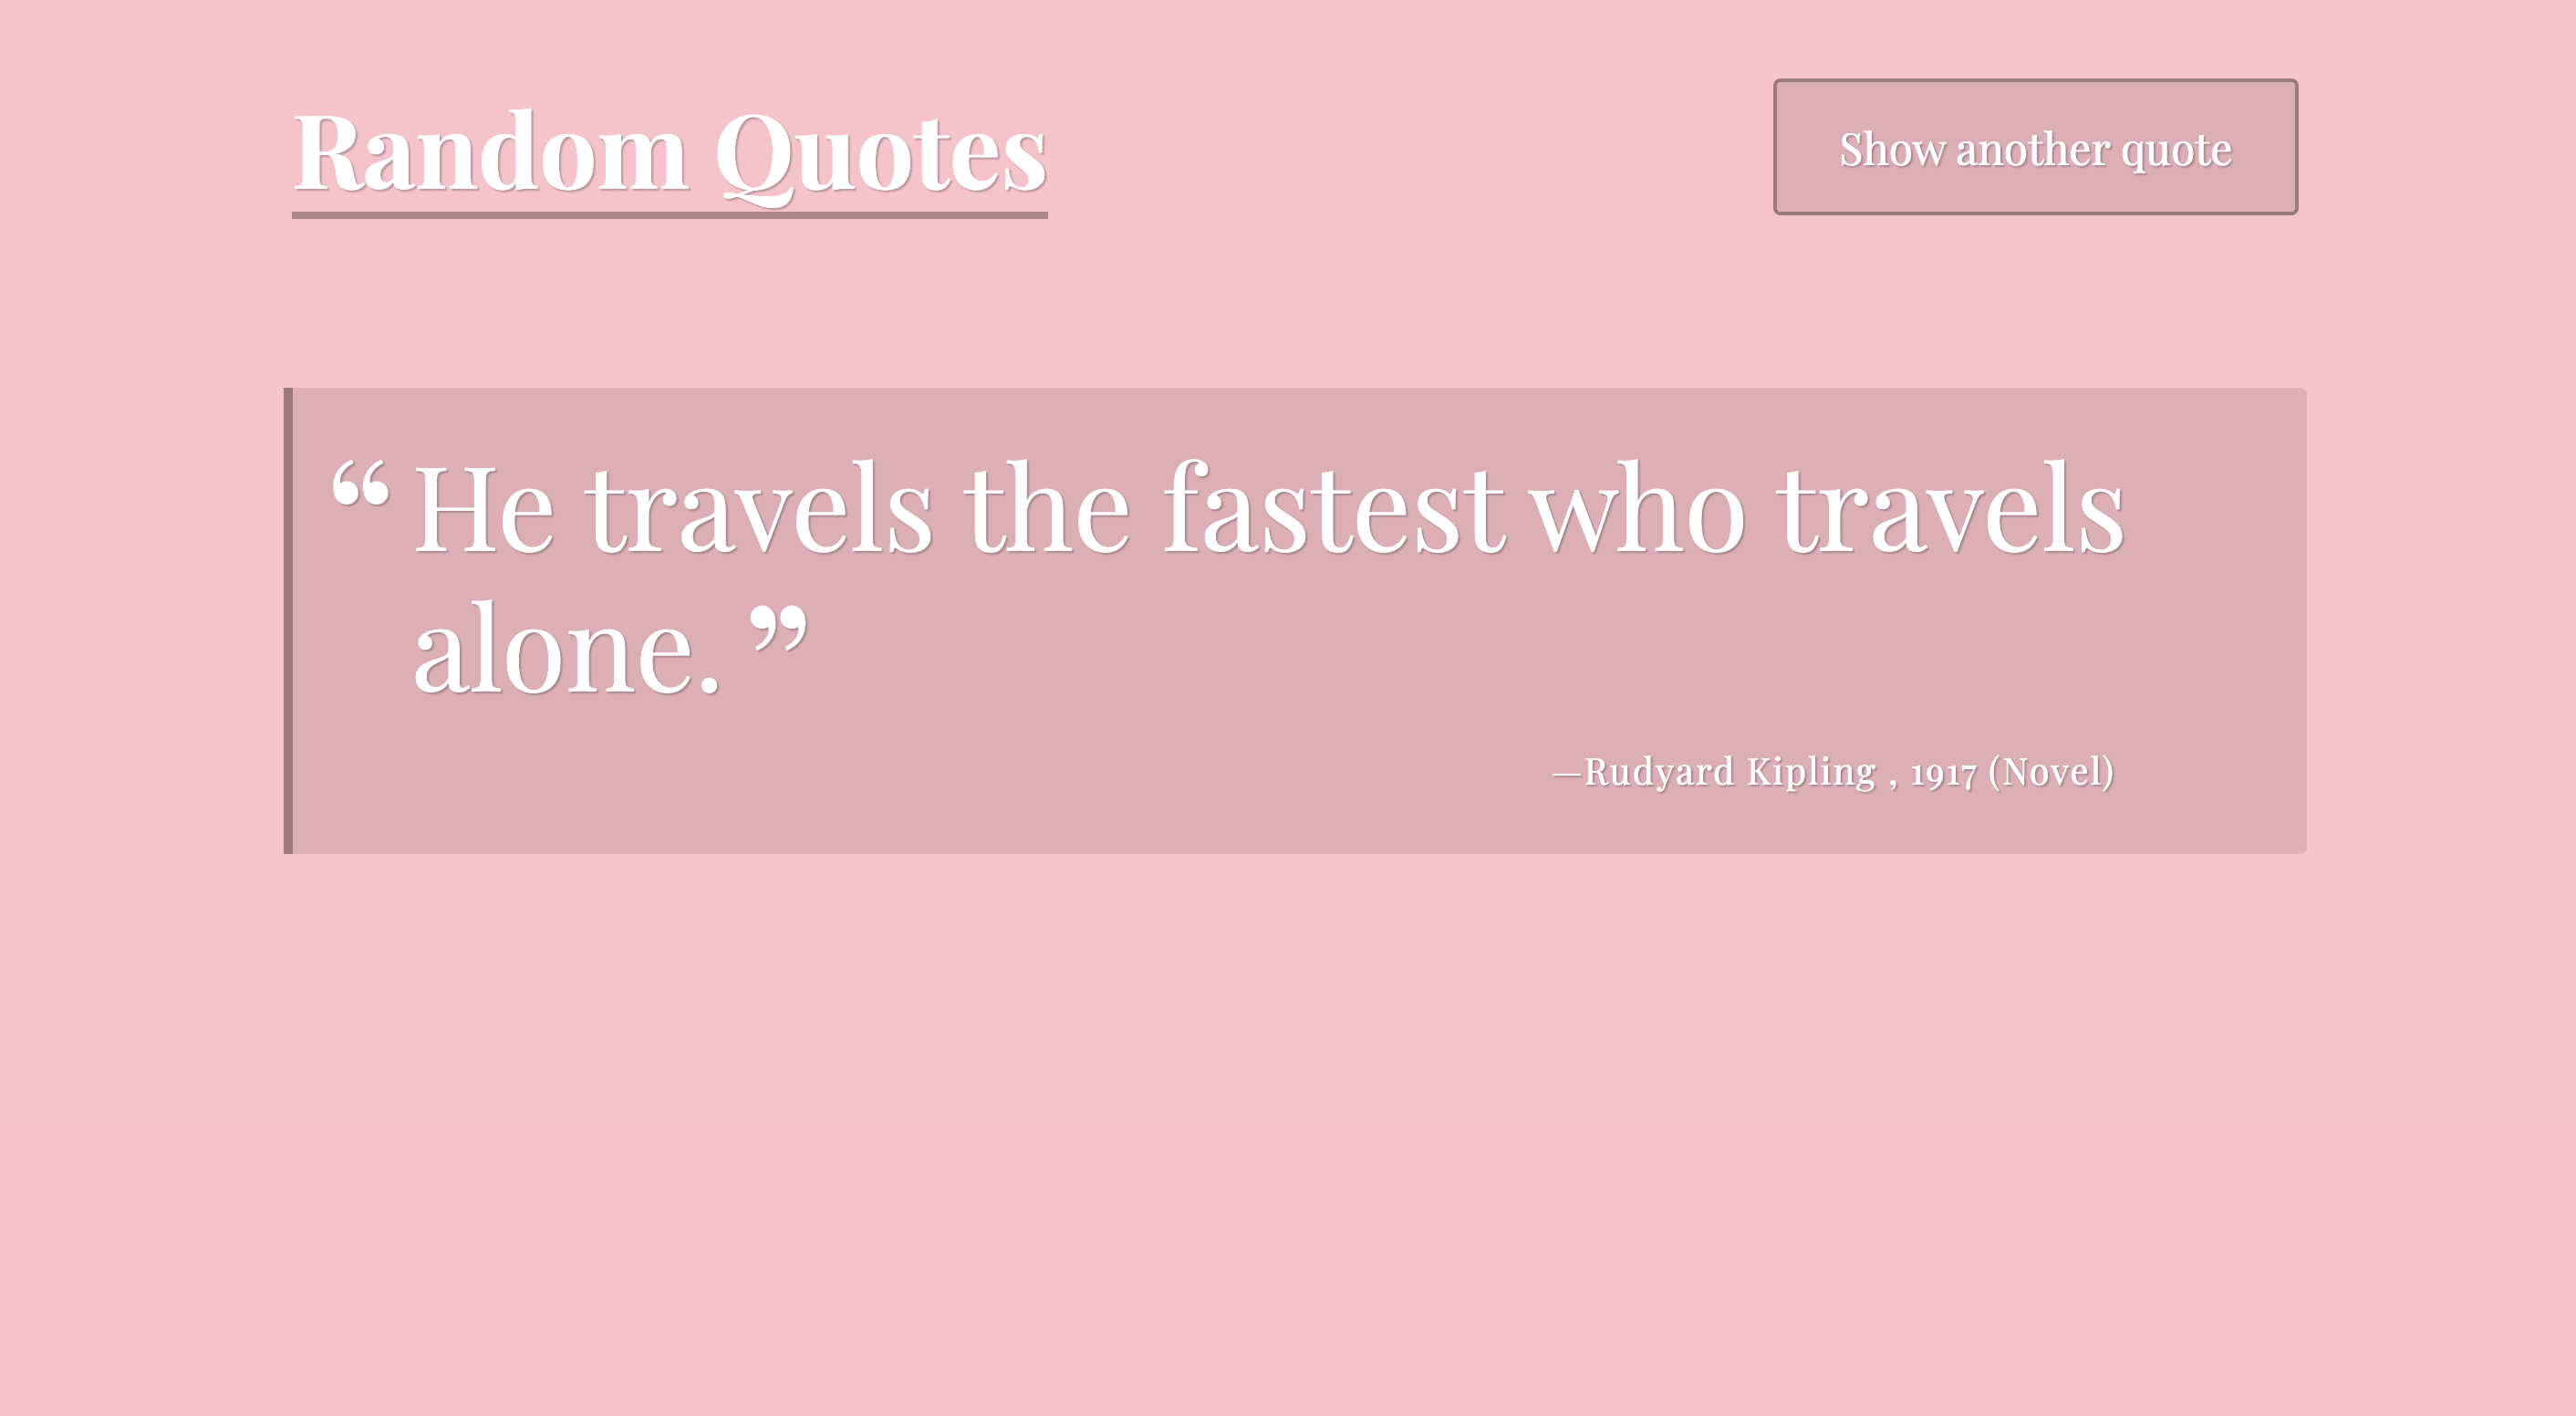 Random Quotes
Show another quote
“ He travels the fastest who travels
alone. ”
—Rudyard Kipling , 1917 (Novel)